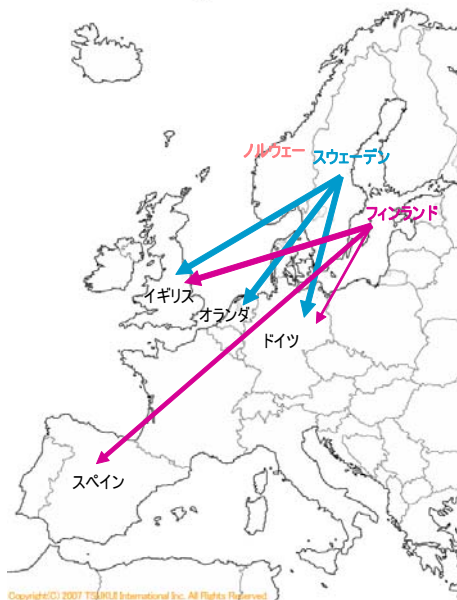 ノルウェー
スウェーデン
フィンランド
イギリス
オランダ
ドイツ
スペイン
Copyright(C) 2007 TSUKUI International Inc. All Rights Reserved